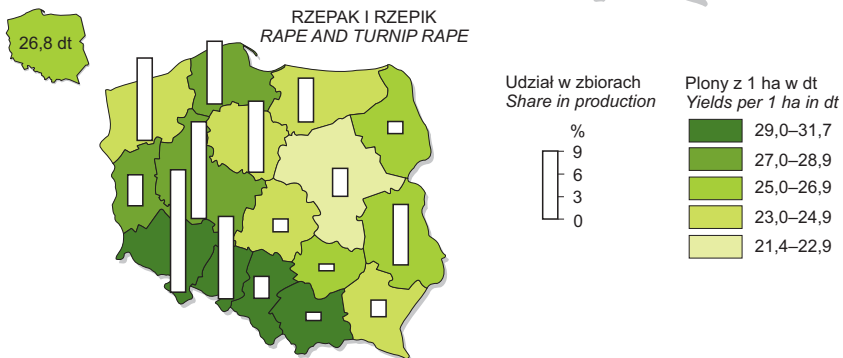 RZEPAK I RZEPIK
RAPE AND TURNIP RAPE
26,8 dt
Udział w zbiorach
Share in production
%
9
6
3
0
Plony z 1 ha w dt
Yields per 1 ha in dt
29,0–31,7
27,0–28,9
25,0–26,9
23,0–24,9
21,4–22,9